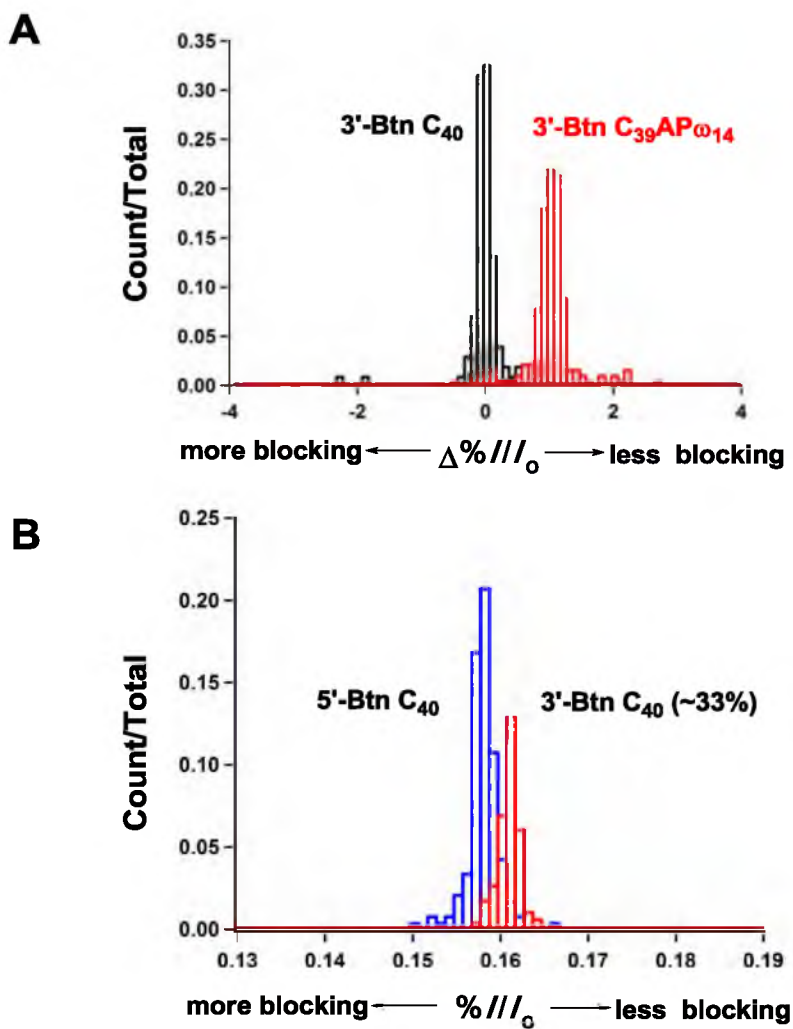 A
0.35
0.30
0.25
0.20
0.15
0.10
0.05
0.00
Count/Total
3'-Btn C40
3'-Btn C39APω14
-4 -2 0 2 4
more blocking Δ% I/Io less blocking
B
0.25
0.20
0.15
0.10
0.05
0.00
Count/Total
5'-Btn C40
3'-Btn C40 (~33%)
0.13 0.14 0.15 0.16 0.17 0.18 0.19
more blocking % I/Io less blocking